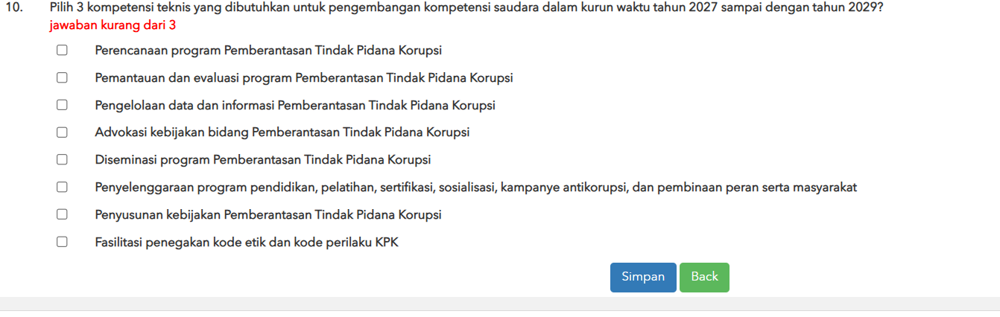 10. Pilih 3 kompetensi teknis yang dibutuhkan untuk pengembangan kompetensi saudara dalam kurun waktu tahun 2027 sampai dengan tahun 2029?
jawaban kurang dari 3
Perencanaan program Pemberantasan Tindak Pidana Korupsi
Pemantauan dan evaluasi program Pemberantasan Tindak Pidana Korupsi
Pengelolaan data dan informasi Pemberantasan Tindak Pidana Korupsi
Advokasi kebijakan bidang Pemberantasan Tindak Pidana Korupsi
Diseminasi program Pemberantasan Tindak Pidana Korupsi
Penyelenggaraan program pendidikan, pelatihan, sertifikasi, sosialisasi, kampanye antikorupsi, dan pembinaan peran serta masyarakat
Penyusunan kebijakan Pemberantasan Tindak Pidana Korupsi
Fasilitasi penegakan kode etik dan kode perilaku KPK
Simpan Back